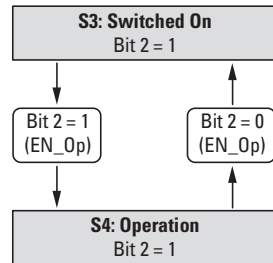 S3: Switched On
Bit 2 = 1
Bit 2 = 1
(EN_Op)
Bit 2 = 0
(EN_Op)
S4: Operation
Bit 2 = 1